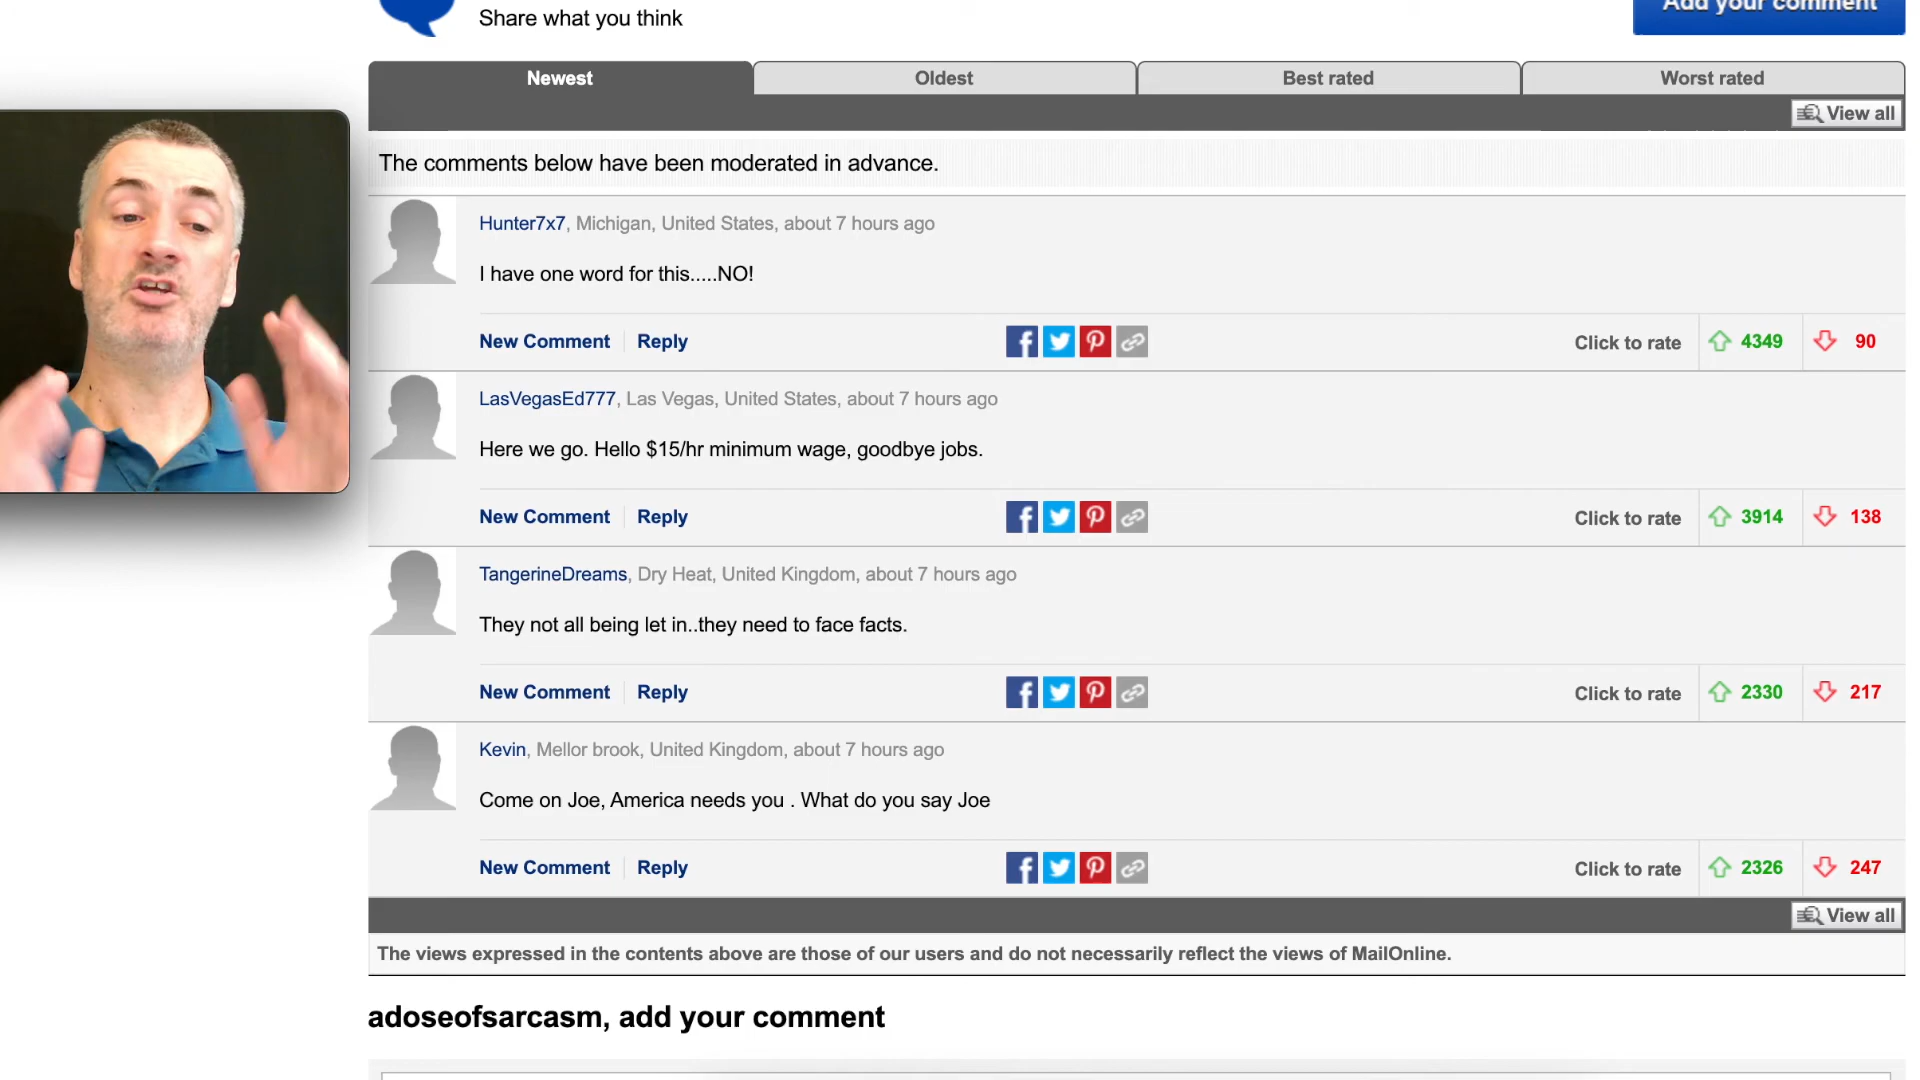 Share what you think
Add your comment
Newest
Oldest
Best rated
Worst rated
View all
The comments below have been moderated in advance.
Hunter7x7, Michigan, United States, about 7 hours ago
I have one word for this.....NO!
New Comment
Reply
Click to rate
4349
90
LasVegasEd777, Las Vegas, United States, about 7 hours ago
Here we go. Hello $15/hr minimum wage, goodbye jobs.
New Comment
Reply
Click to rate
3914
138
TangerineDreams, Dry Heat, United Kingdom, about 7 hours ago
They not all being let in..they need to face facts.
New Comment
Reply
Click to rate
2330
217
Kevin, Mellor brook, United Kingdom, about 7 hours ago
Come on Joe, America needs you . What do you say Joe
New Comment
Reply
Click to rate
2326
247
View all
The views expressed in the contents above are those of our users and do not necessarily reflect the views of MailOnline.
adoseofsarcasm, add your comment